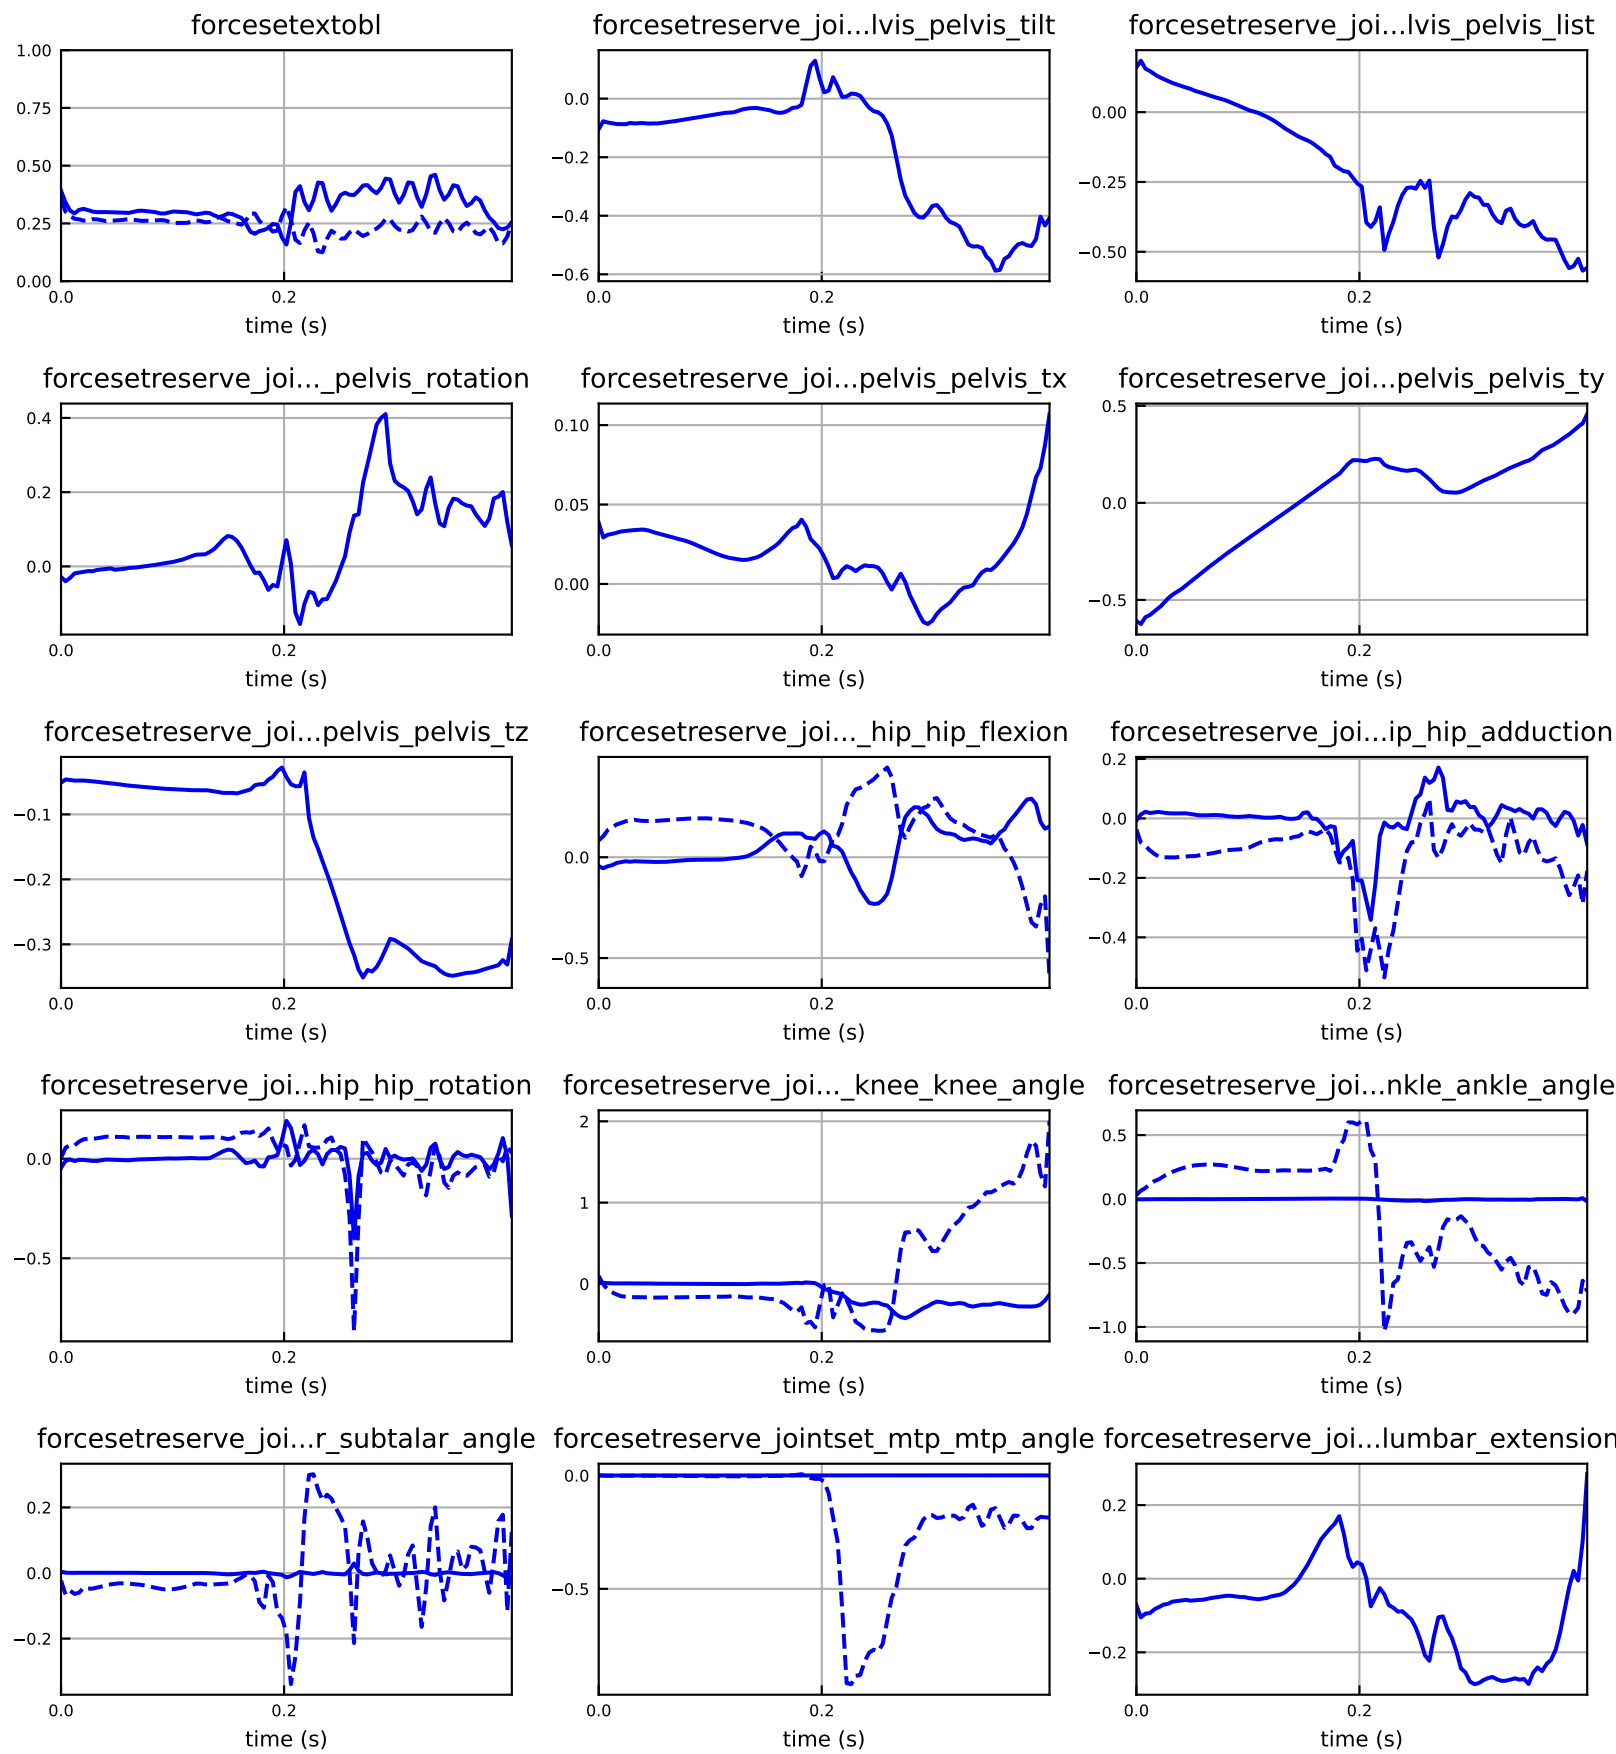 forcesetextobl
1.00
0.75
0.50
0.25
0.00
0.0 0.2
time (s)
forcesetreserve_joi...lvis_pelvis_tilt
0.0
−0.2
−0.4
−0.6
0.0 0.2
time (s)
forcesetreserve_joi...lvis_pelvis_list
0.00
−0.25
−0.50
0.0 0.2
time (s)
forcesetreserve_joi..._pelvis_rotation
0.4
0.2
0.0
0.0 0.2
time (s)
forcesetreserve_joi...pelvis_pelvis_tx
0.10
0.05
0.00
0.0 0.2
time (s)
forcesetreserve_joi...pelvis_pelvis_ty
0.5
0.0
−0.5
0.0 0.2
time (s)
forcesetreserve_joi...pelvis_pelvis_tz
−0.1
−0.2
−0.3
0.0 0.2
time (s)
forcesetreserve_joi..._hip_hip_flexion
0.0
−0.5
0.0 0.2
time (s)
forcesetreserve_joi...ip_hip_adduction
0.2
0.0
−0.2
−0.4
0.0 0.2
time (s)
forcesetreserve_joi...hip_hip_rotation
0.0
−0.5
0.0 0.2
time (s)
forcesetreserve_joi..._knee_knee_angle
2
1
0
0.0 0.2
time (s)
forcesetreserve_joi...nkle_ankle_angle
0.5
0.0
−0.5
−1.0
0.0 0.2
time (s)
forcesetreserve_joi...r_subtalar_angle
0.2
0.0
−0.2
0.0 0.2
time (s)
forcesetreserve_jointset_mtp_mtp_angle
0.0
−0.5
0.0 0.2
time (s)
forcesetreserve_joi...lumbar_extension
0.2
0.0
−0.2
0.0 0.2
time (s)